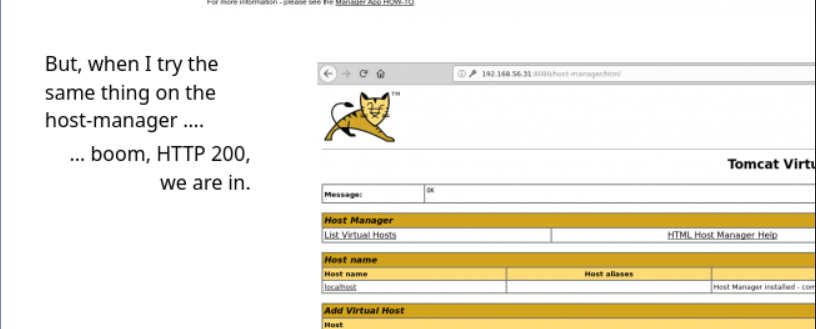 For more information - please see the Manager App HOW-TO.
But, when I try the
same thing on the
host-manager ....
... boom, HTTP 200,
we are in.
192.168.56.31:8080/host-manager/html
TM
Tomcat Virtu
Message:
OK
Host Manager
List Virtual Hosts
HTML Host Manager Help
Host name
Host name
Host aliases
localhost
Host Manager installed - com
Add Virtual Host
Host